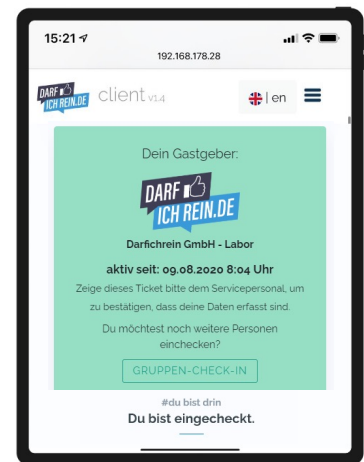 15:21
192.168.178.28
DARF ICH REIN.DE
client v1.4
| en
Dein Gastgeber:
DARF
ICH REIN.DE
Darfichrein GmbH - Labor
aktiv seit: 09.08.2020 8:04 Uhr
Zeige dieses Ticket bitte dem Servicepersonal, um
zu bestätigen, dass deine Daten erfasst sind.
Du möchtest noch weitere Personen
einchecken?
GRUPPEN-CHECK-IN
#du bist drin
Du bist eingecheckt.